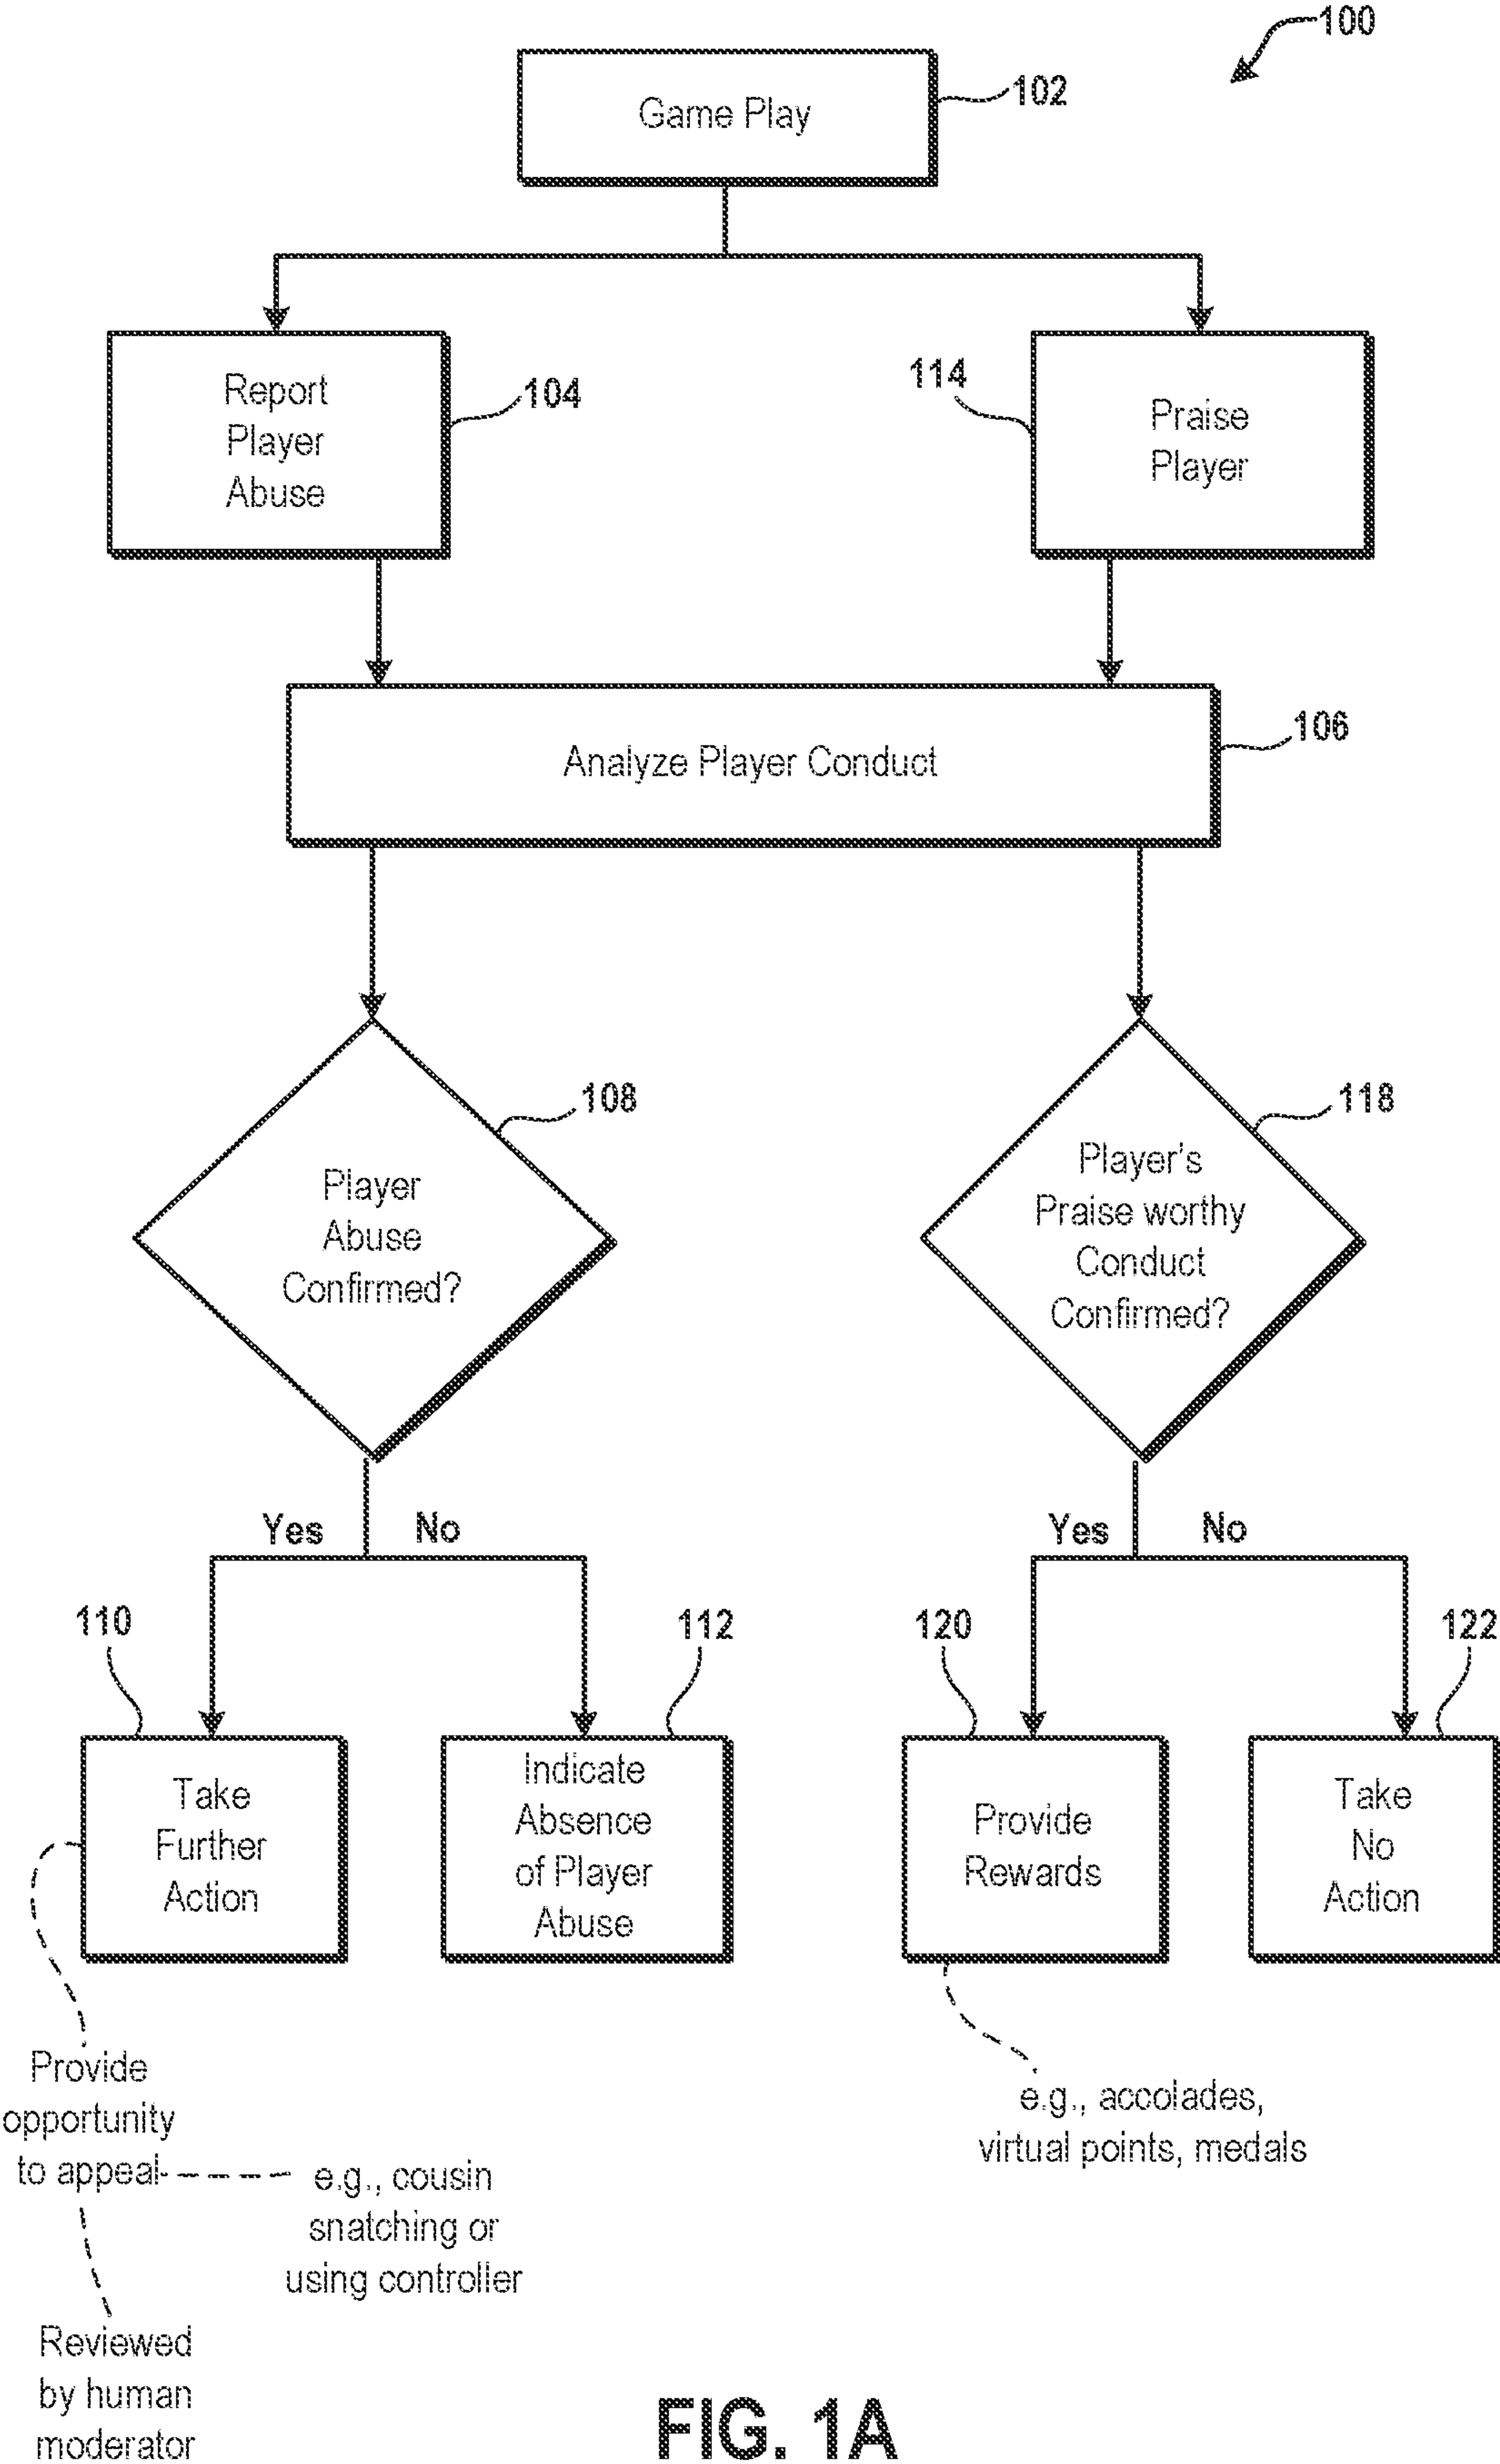 100
Game Play
102
Report
Player
Abuse
104
114
Praise
Player
Analyze Player Conduct
106
Player
Abuse
Confirmed?
108
Player's
Praise worthy
Conduct
Confirmed?
118
Yes
No
Yes
No
110
112
120
122
Take
Further
Action
Indicate
Absence
of Player
Abuse
Provide
Rewards
Take
No
Action
Provide
opportunity
to appeal
e.g., cousin
snatching or
using controller
Reviewed
by human
moderator
e.g., accolades,
virtual points, medals
FIG. 1A